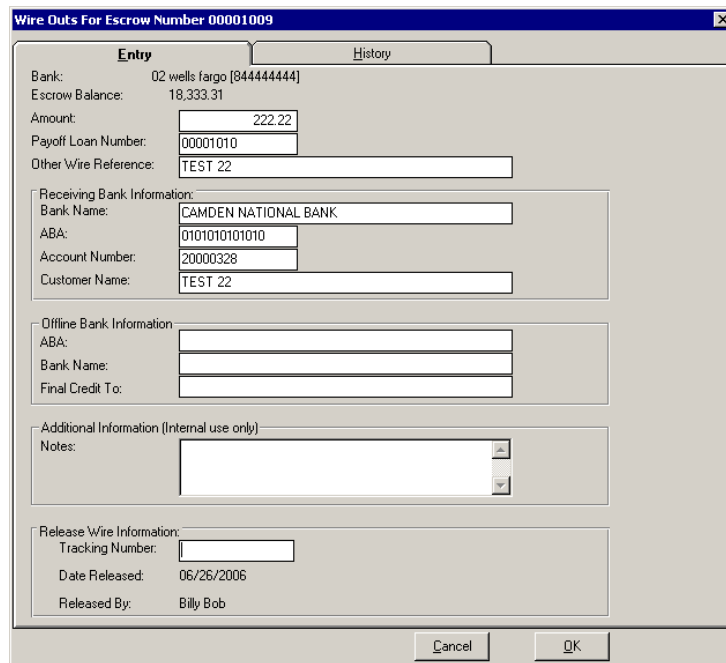 Wire Outs For Escrow Number 00001009
Entry History
Bank: 02 wells fargo [844444444]
Escrow Balance: 18,333.31
Amount: 222.22
Payoff Loan Number: 00001010
Other Wire Reference: TEST 22
Receiving Bank Information:
Bank Name: CAMDEN NATIONAL BANK
ABA: 0101010101010
Account Number: 20000328
Customer Name: TEST 22
Offline Bank Information
ABA:
Bank Name:
Final Credit To:
Additional Information (Internal use only)
Notes:
Release Wire Information:
Tracking Number:
Date Released: 06/26/2006
Released By: Billy Bob
Cancel OK